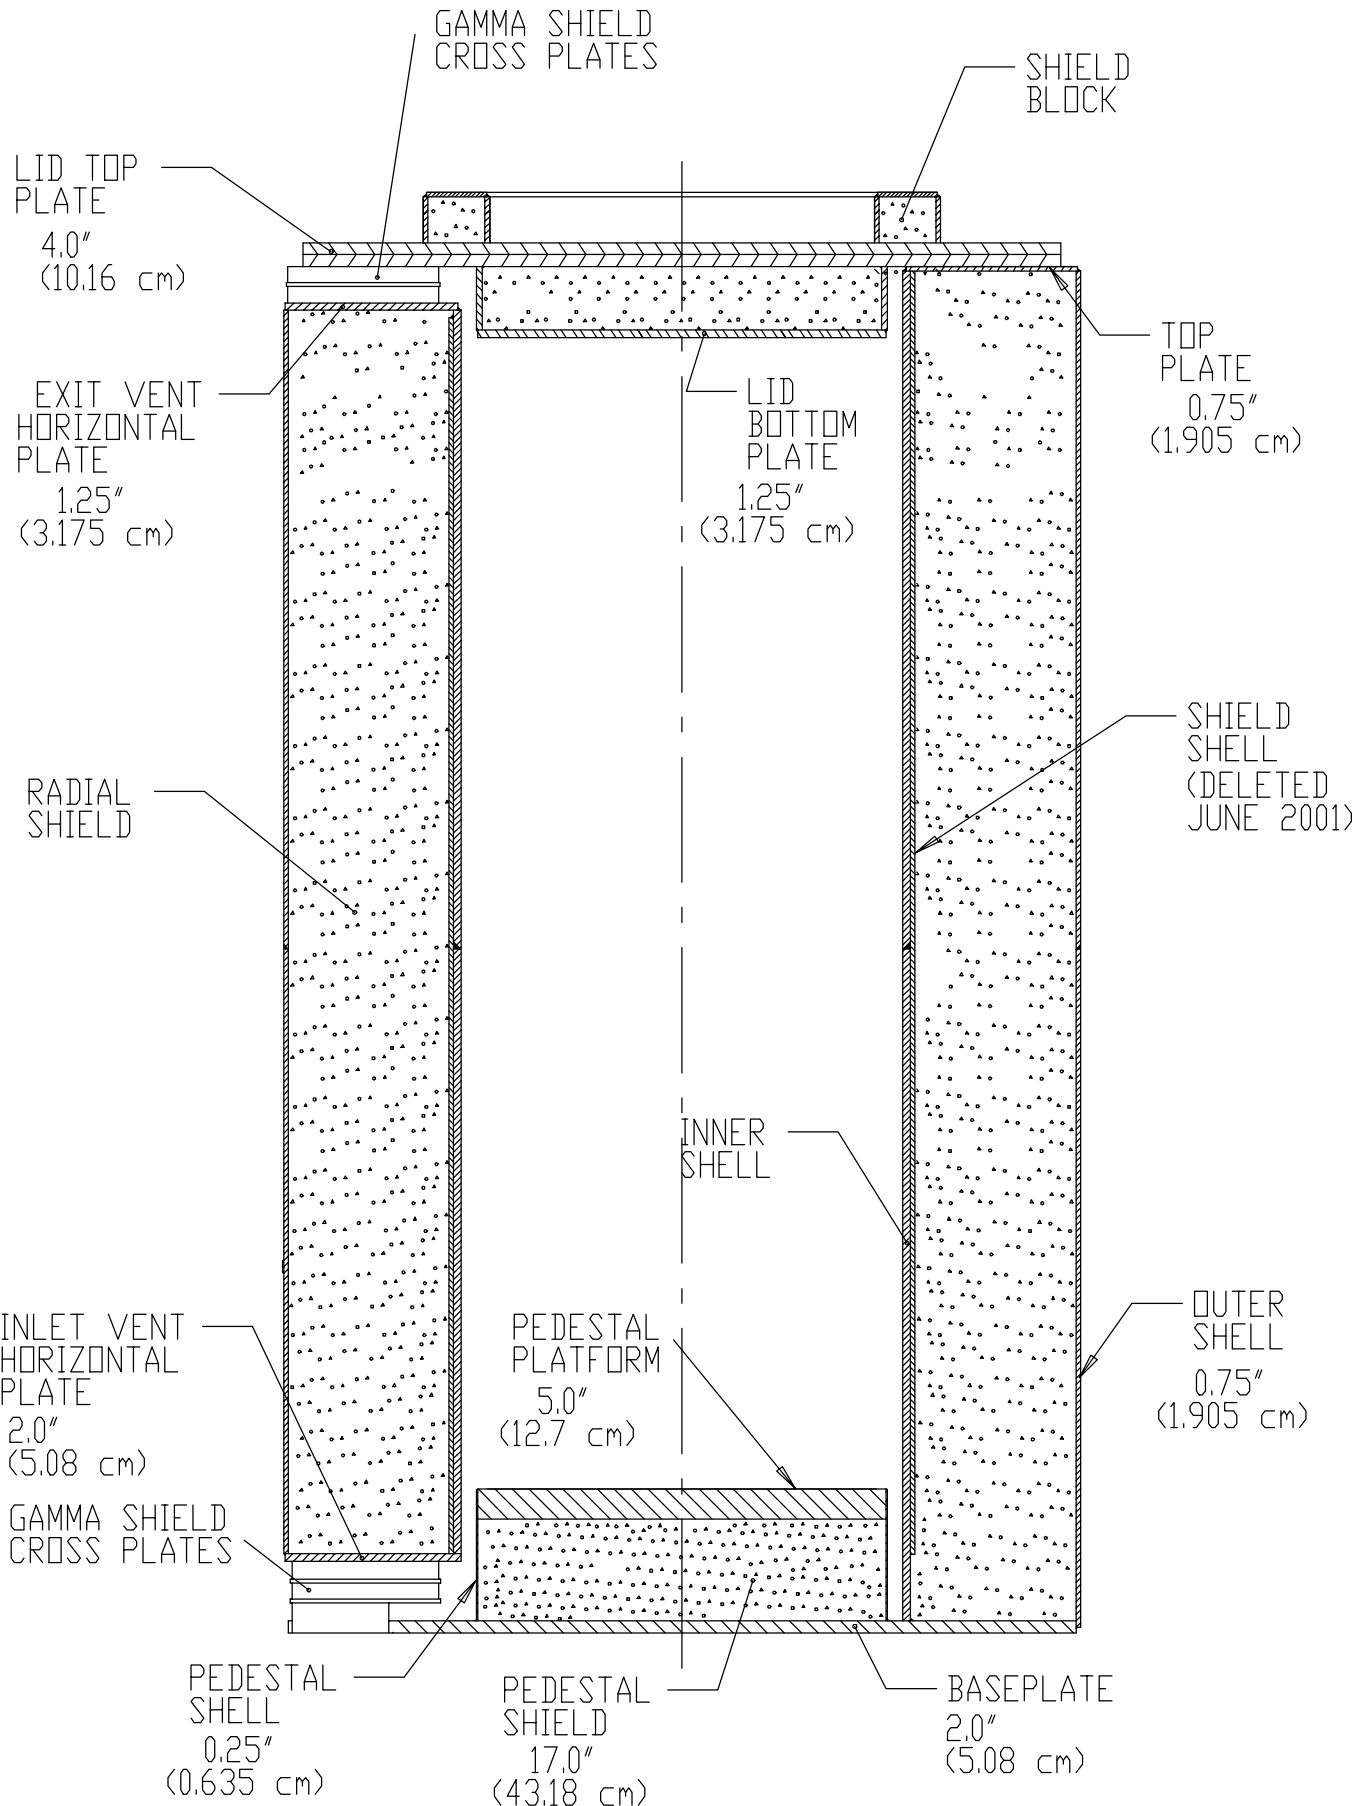 GAMMA SHIELD
CROSS PLATES
SHIELD
BLOCK
LID TOP
PLATE
4.0"
(10.16 cm)
TOP
PLATE
0.75"
(1.905 cm)
EXIT VENT
HORIZONTAL
PLATE
1.25"
(3.175 cm)
LID
BOTTOM
PLATE
1.25"
(3.175 cm)
SHIELD
SHELL
(DELETED
JUNE 2001)
RADIAL
SHIELD
INNER
SHELL
OUTER
SHELL
0.75"
(1.905 cm)
INLET VENT
HORIZONTAL
PLATE
2.0"
(5.08 cm)
PEDESTAL
PLATFORM
5.0"
(12.7 cm)
GAMMA SHIELD
CROSS PLATES
PEDESTAL
SHELL
0.25"
(0.635 cm)
PEDESTAL
SHIELD
17.0"
(43.18 cm)
BASEPLATE
2.0"
(5.08 cm)